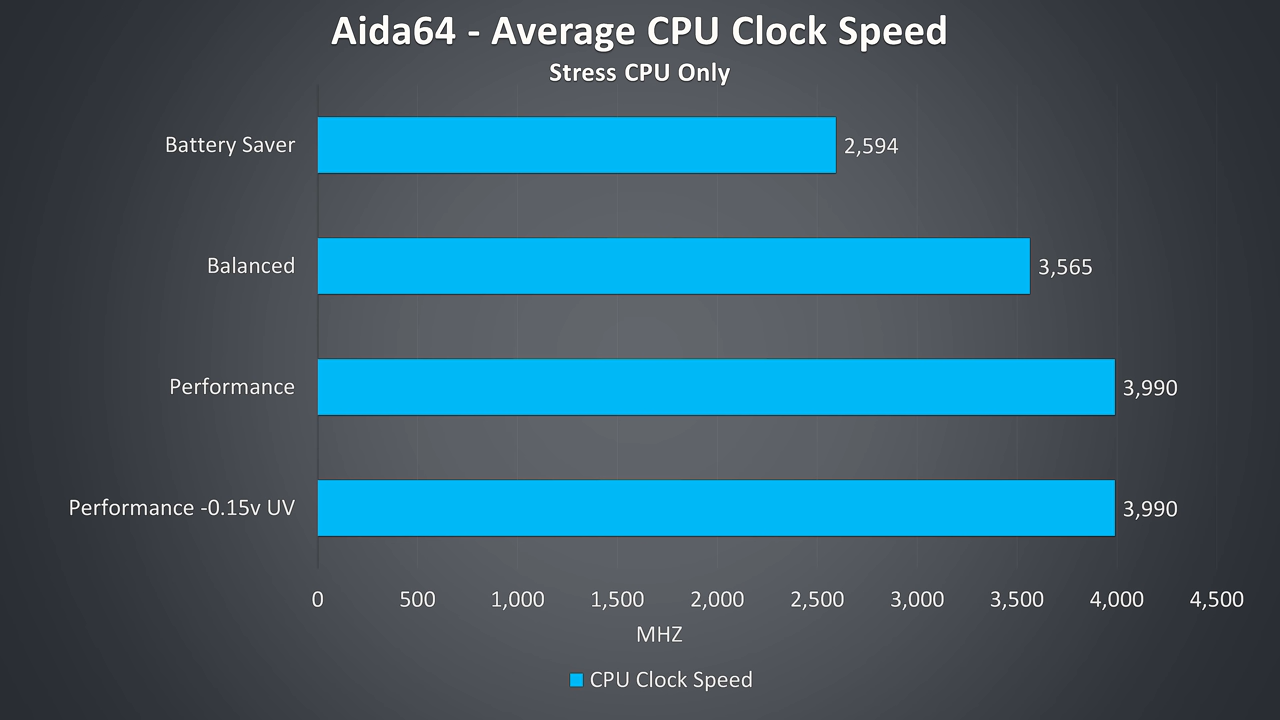 Aida64 - Average CPU Clock Speed
Stress CPU Only
Battery Saver 2,594
Balanced 3,565
Performance 3,990
Performance -0.15v UV 3,990
0 500 1,000 1,500 2,000 2,500 3,000 3,500 4,000 4,500
MHZ
CPU Clock Speed